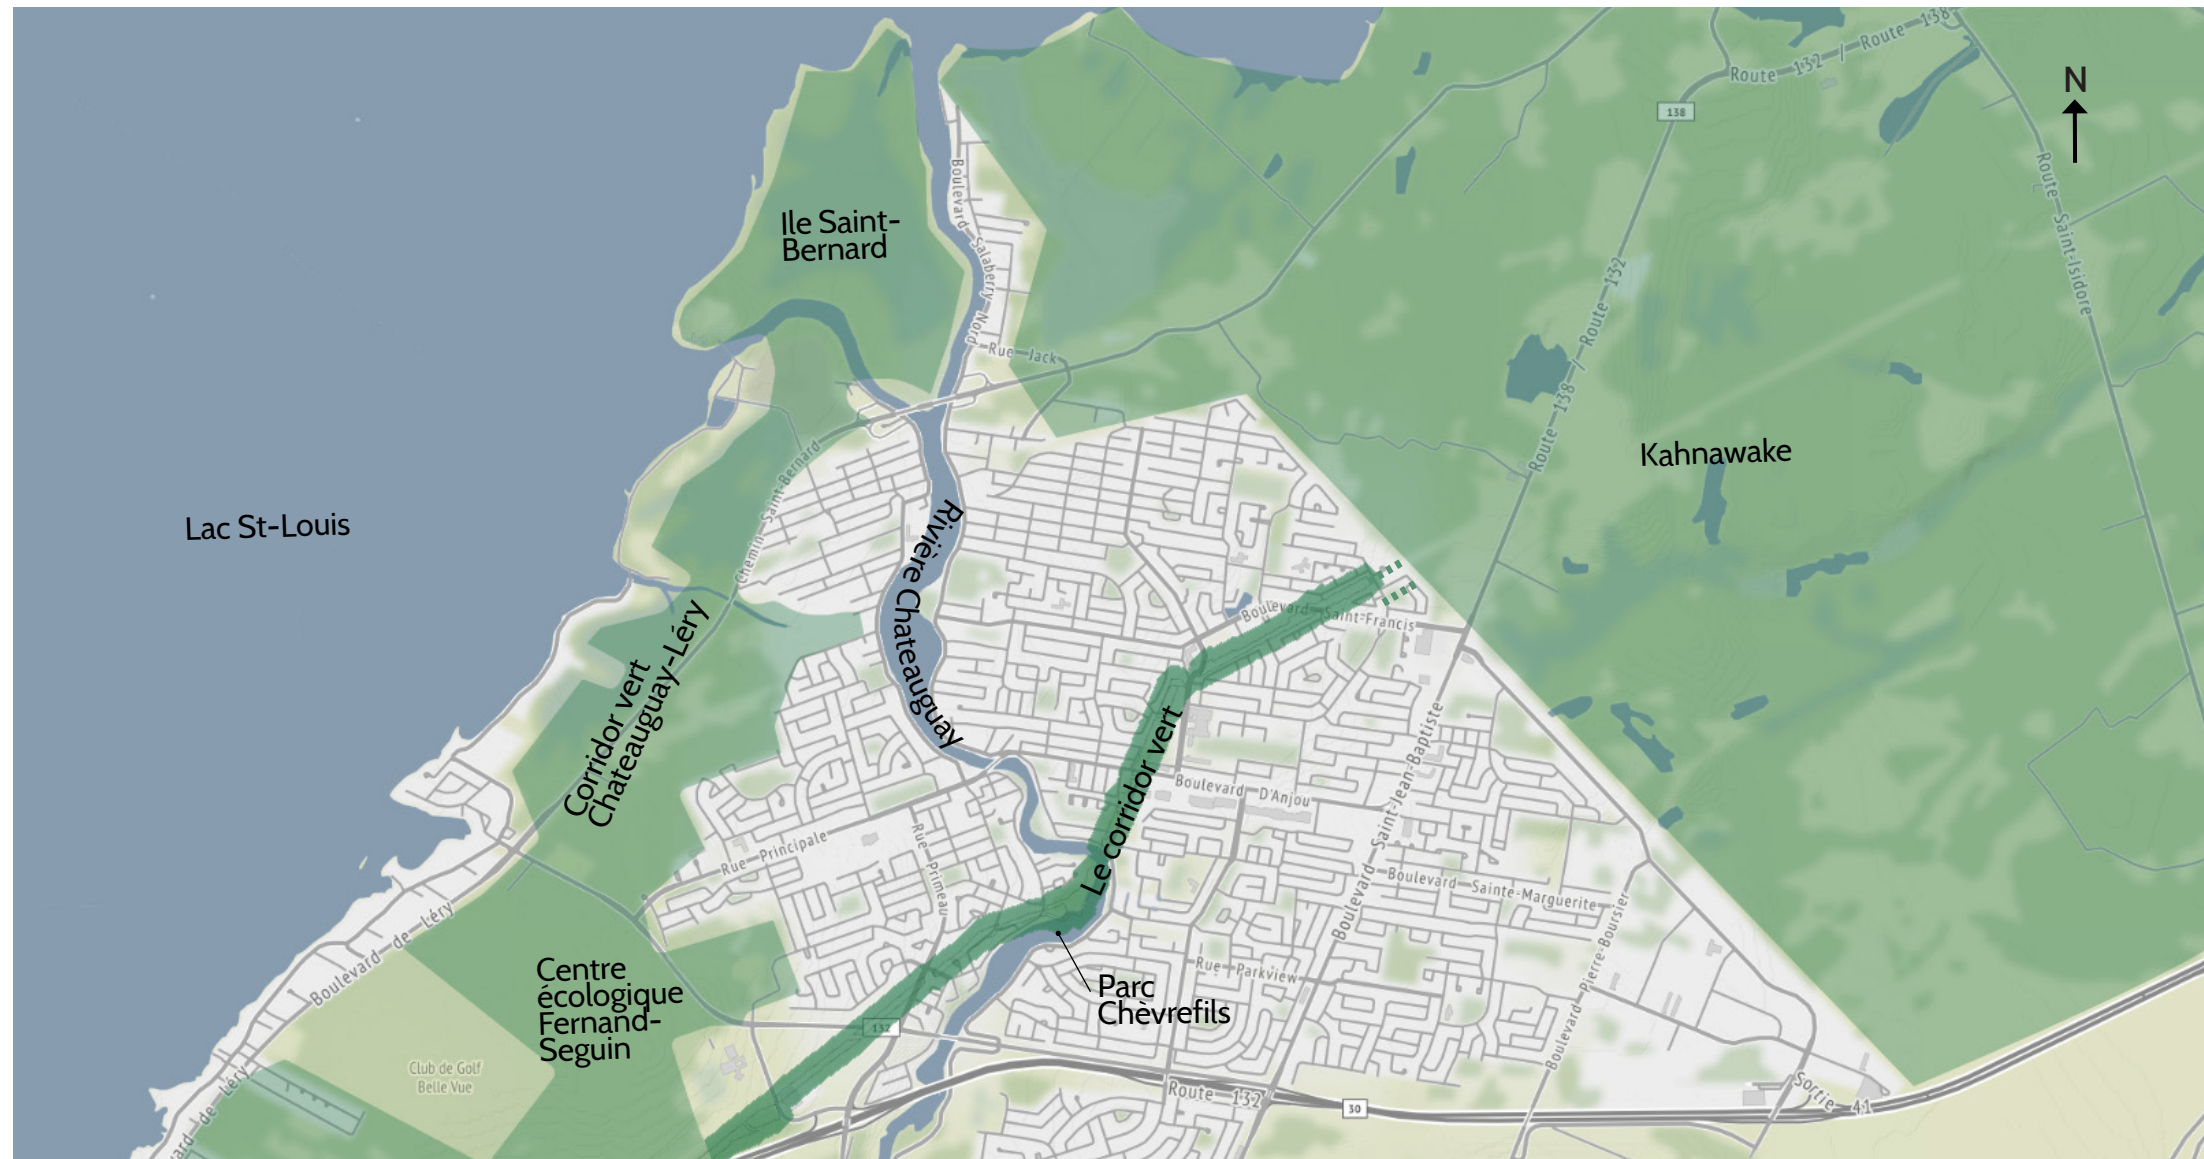 Route 132 / Route 138
N
138
Boulevard Salaberry Nord
Route Saint-Isidore
Ile Saint-
Bernard
Route 138 / Route 132
Rue Jack
Kahnawake
Lac St-Louis
Chemin Saint-Bernard
Rivière Chateauguay
Boulevard Saint-Francis
Corridor vert
Chateauguay-Léry
Le corridor vert
Boulevard D'Anjou
Boulevard Saint-Jean-Baptiste
Rue Principale
Rue Primeau
Boulevard Sainte-Marguerite
Boulevard de Léry
Boulevard Pierre-Boursier
Centre
écologique
Fernand-
Seguin
Rue Parkview
Parc
Chèvrefils
132
Club de Golf
Belle Vue
ard de Léry
Route 132
30
Sortie 41